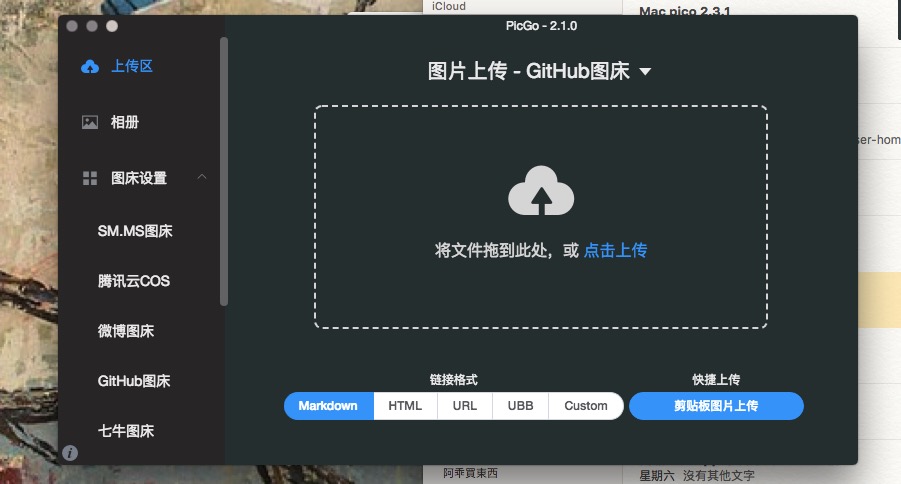 iCloud
Mac pico 2.3.1
PicGo - 2.1.0
上传区
图片上传 - GitHub图床
相册
ser-hom
图床设置
SM.MS图床
将文件拖到此处，或 点击上传
腾讯云COS
微博图床
GitHub图床
链接格式
快捷上传
Markdown HTML URL UBB Custom
剪贴板图片上传
七牛图床
阿乖買東西
星期六 沒有其他文字